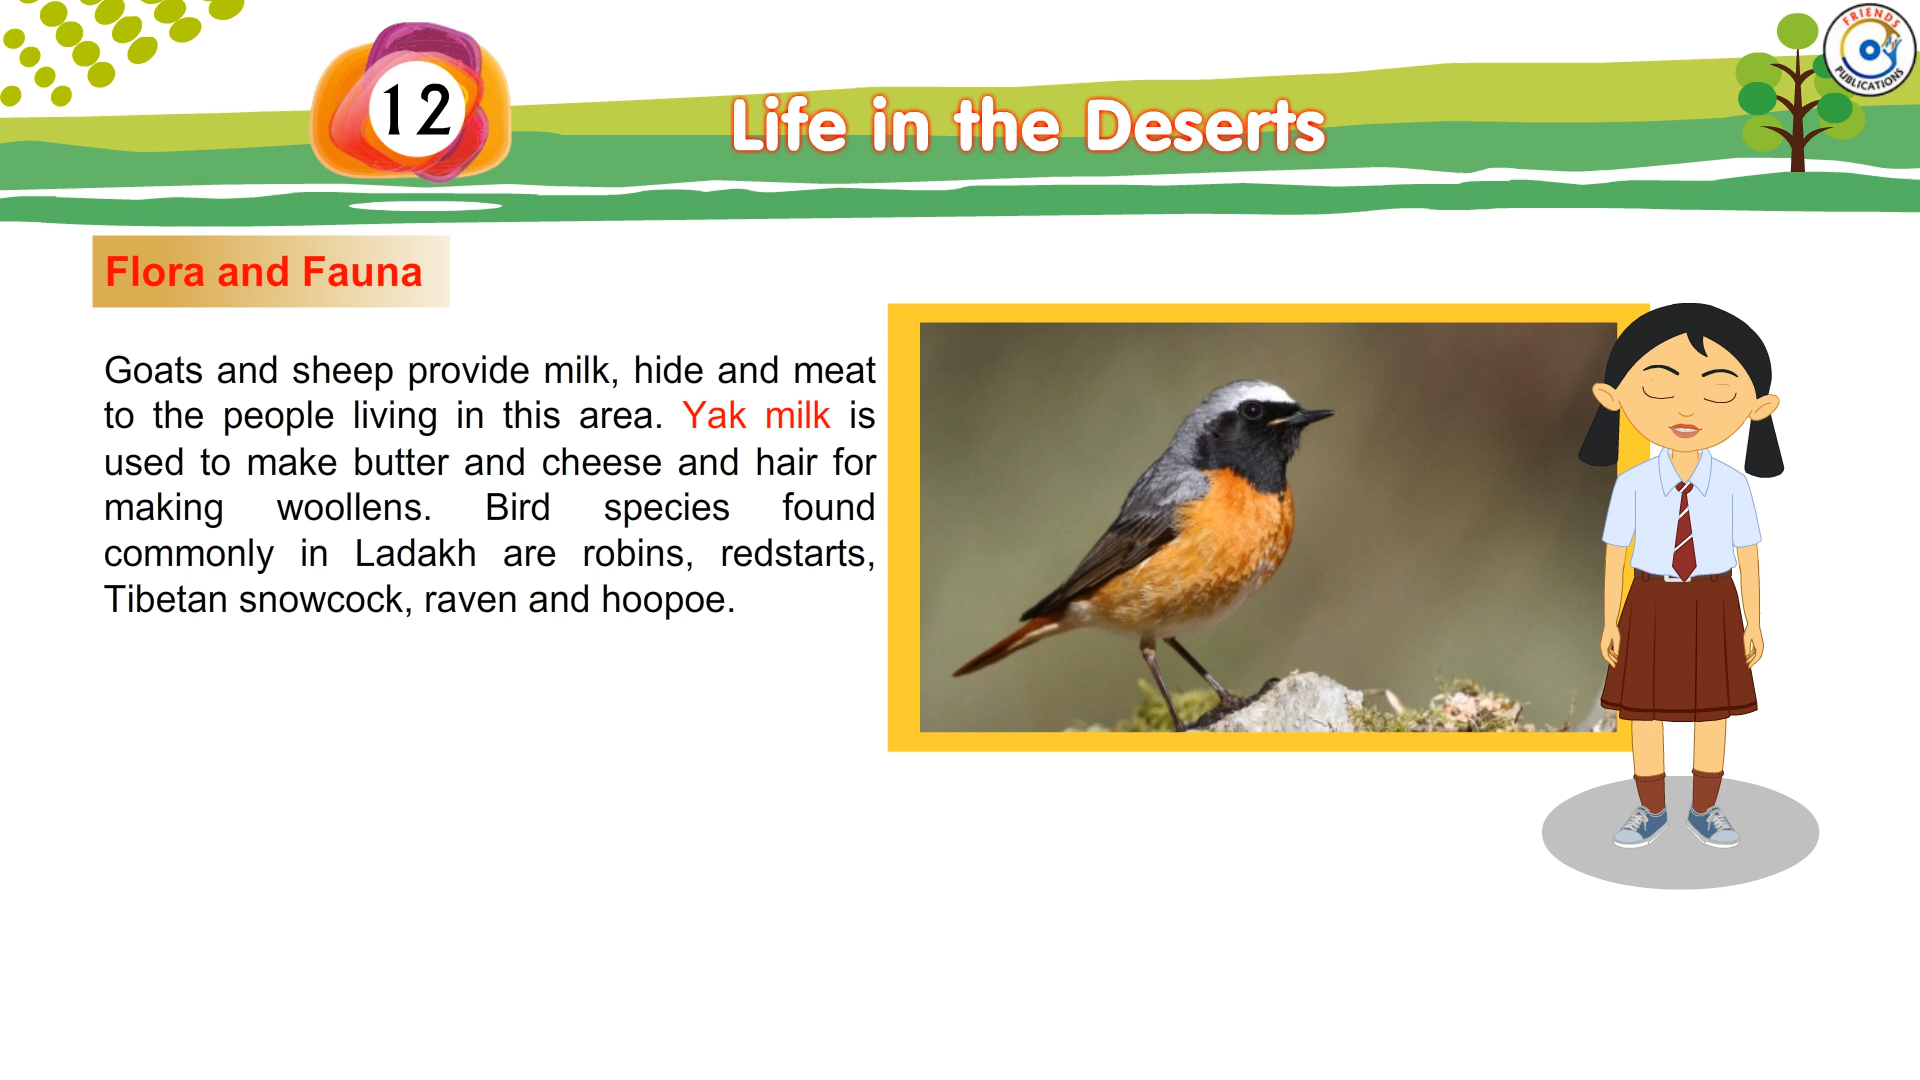 12
Life in the Deserts
FRIENDS
PUBLICATIONS
Flora and Fauna
Goats and sheep provide milk, hide and meat
to the people living in this area. Yak milk is
used to make butter and cheese and hair for
making woollens. Bird species found
commonly in Ladakh are robins, redstarts,
Tibetan snowcock, raven and hoopoe.